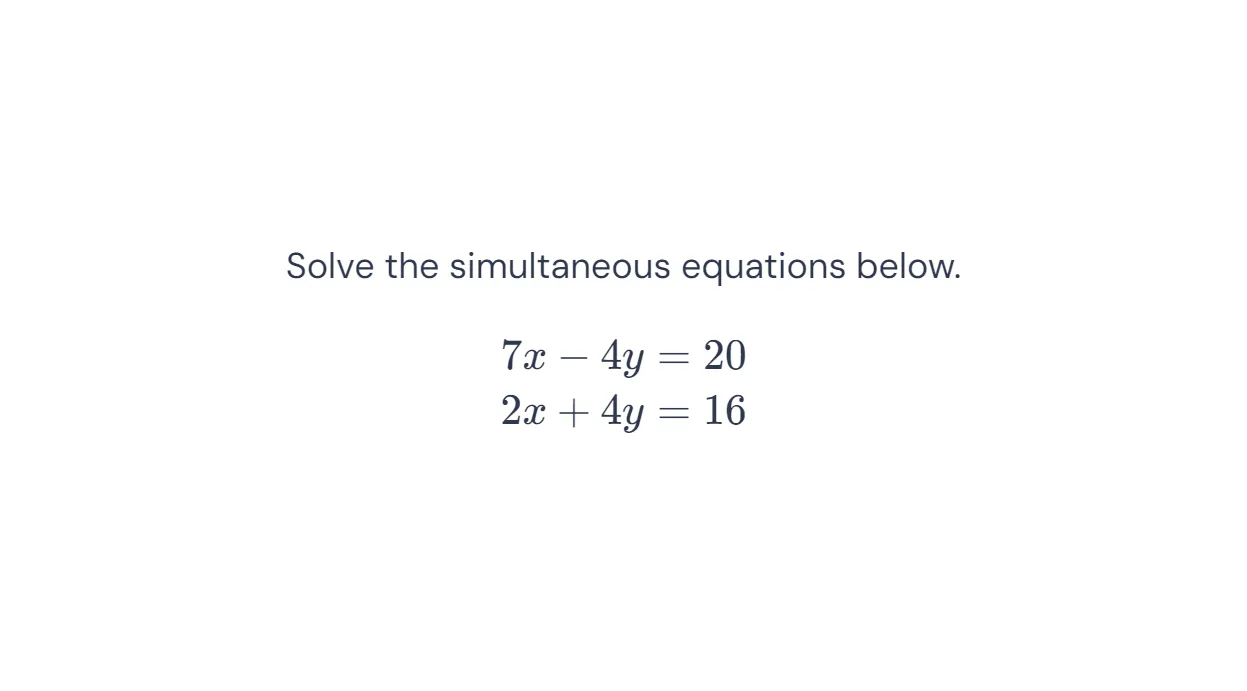 Solve the simultaneous equations below.
7x − 4y = 20
2x + 4y = 16